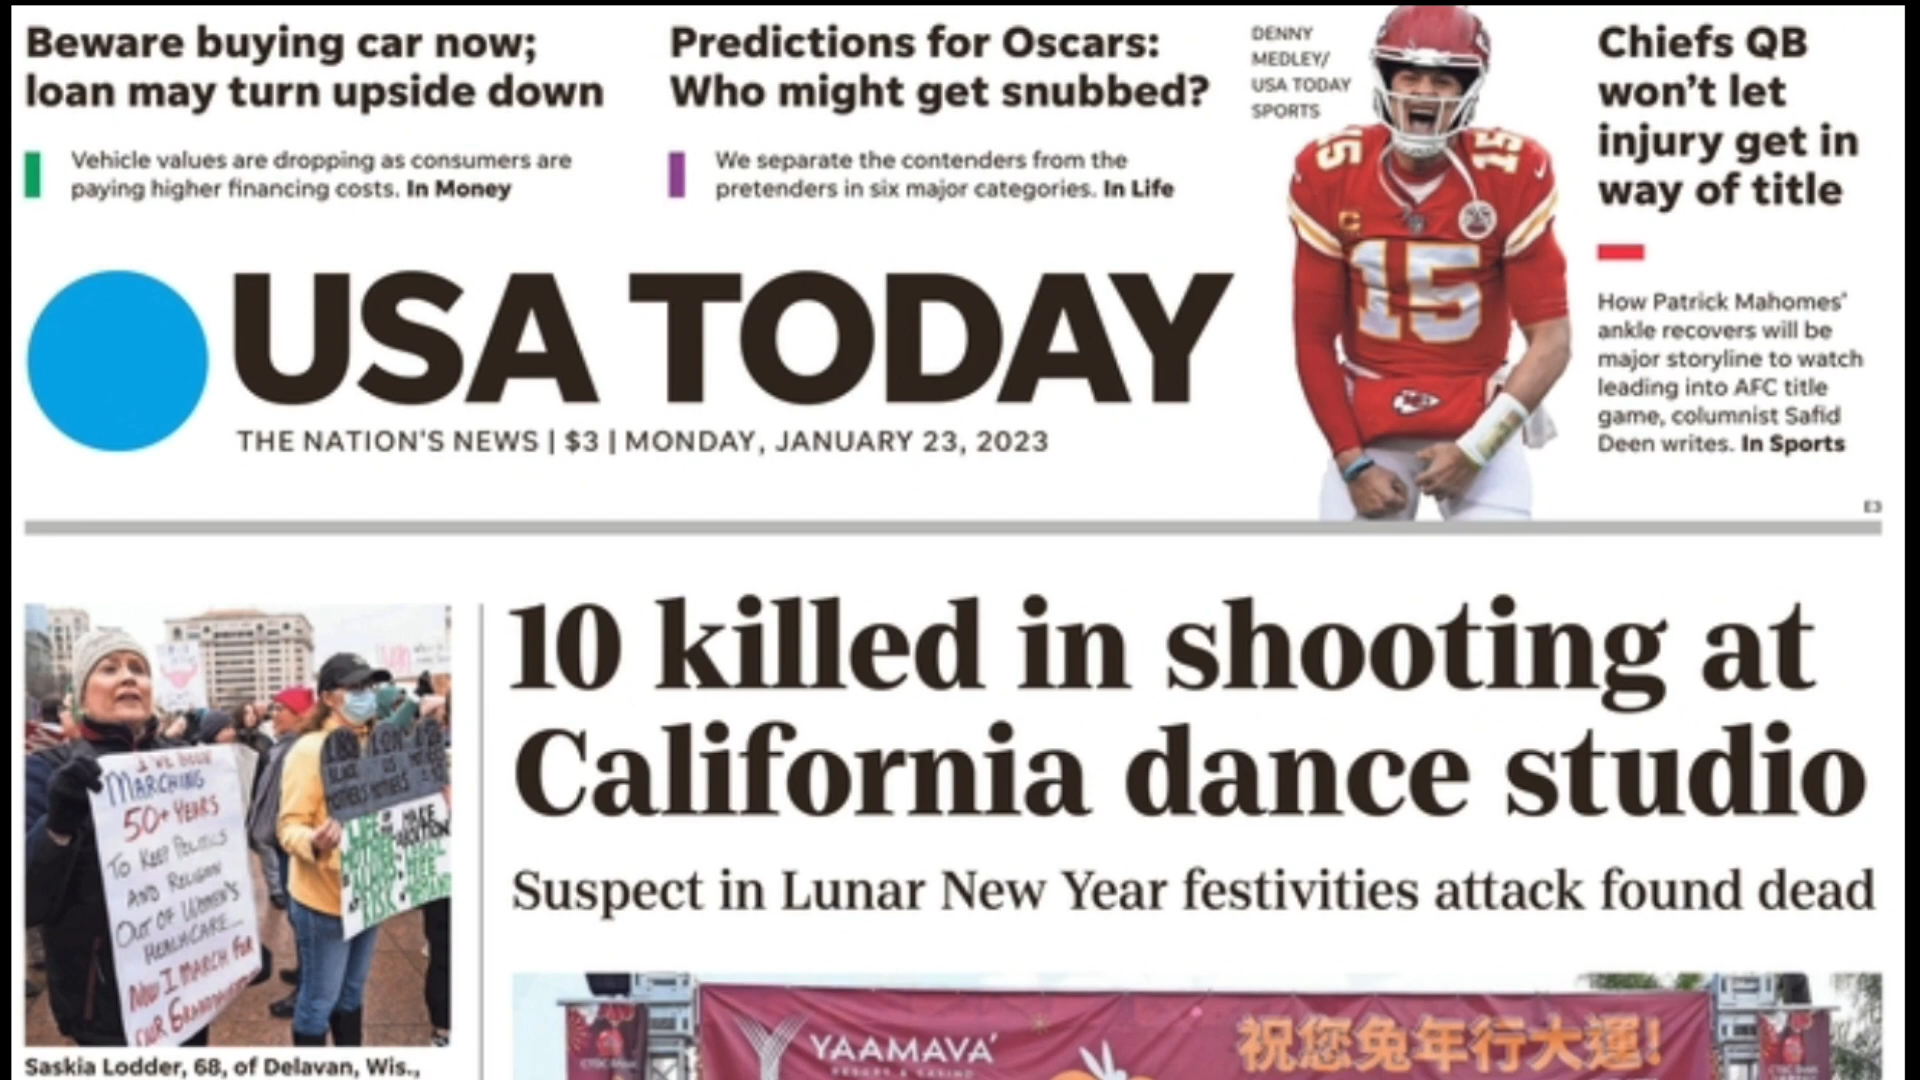 Beware buying car now;
loan may turn upside down
Vehicle values are dropping as consumers are
paying higher financing costs. In Money
Predictions for Oscars:
Who might get snubbed?
We separate the contenders from the
pretenders in six major categories. In Life
DENNY
MEDLEY/
USA TODAY
SPORTS
15
15
15
C
Chiefs QB
won’t let
injury get in
way of title
How Patrick Mahomes’
ankle recovers will be
major storyline to watch
leading into AFC title
game, columnist Safid
Deen writes. In Sports
USA TODAY
THE NATION'S NEWS | $3 | MONDAY, JANUARY 23, 2023
E3
MARCHING
50+ YEARS
TO KEEP POLITICS
AND RELIGION
OUT OF WOMEN'S
HEALTHCARE...
NOW I MARCH FOR
OUR
Saskia Lodder, 68, of Delavan, Wis.,
10 killed in shooting at
California dance studio
Suspect in Lunar New Year festivities attack found dead
YAAMAVA’
RESORT & CASINO
祝您兔年行大運!